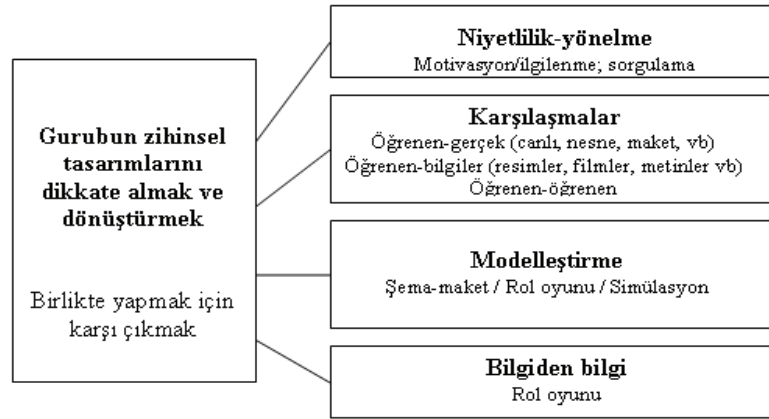 Gurubun zihinsel
tasarımlarını
dikkate almak ve
dönüştürmek
Birlikte yapmak için
karşı çıkmak
Niyetlilik-yönelme
Motivasyon/ilgilenme; sorgulama
Karşılaşmalar
Öğrenen-gerçek (canlı, nesne, maket, vb)
Öğrenen-bilgiler (resimler, filmler, metinler vb)
Öğrenen-öğrenen
Modelleştirme
Şema-maket / Rol oyunu / Simülasyon
Bilgiden bilgi
Rol oyunu